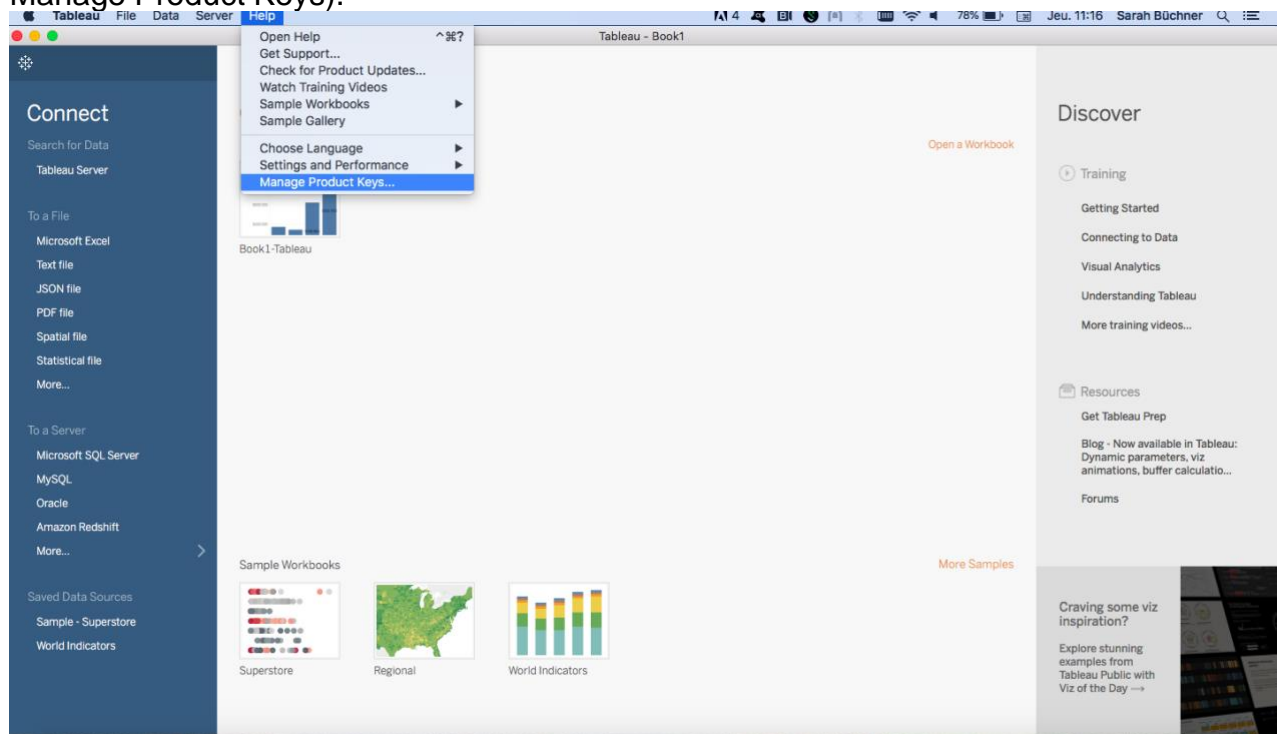 Manage Product Keys).
Tableau File Data Server Help 4 78% Jeu. 11:16 Sarah Büchner
Tableau - Book1
Open Help ^⌘?
Get Support...
Check for Product Updates...
Watch Training Videos
Sample Workbooks
Sample Gallery
Choose Language
Settings and Performance
Manage Product Keys...
Connect
Search for Data
Tableau Server
To a File
Microsoft Excel
Text file
JSON file
PDF file
Spatial file
Statistical file
More...
To a Server
Microsoft SQL Server
MySQL
Oracle
Amazon Redshift
More...
Saved Data Sources
Sample - Superstore
World Indicators
Open a Workbook
Book1-Tableau
Sample Workbooks
More Samples
Superstore
Regional
World Indicators
Discover
Training
Getting Started
Connecting to Data
Visual Analytics
Understanding Tableau
More training videos...
Resources
Get Tableau Prep
Blog - Now available in Tableau:
Dynamic parameters, viz
animations, buffer calculatio...
Forums
Craving some viz
inspiration?
Explore stunning
examples from
Tableau Public with
Viz of the Day →